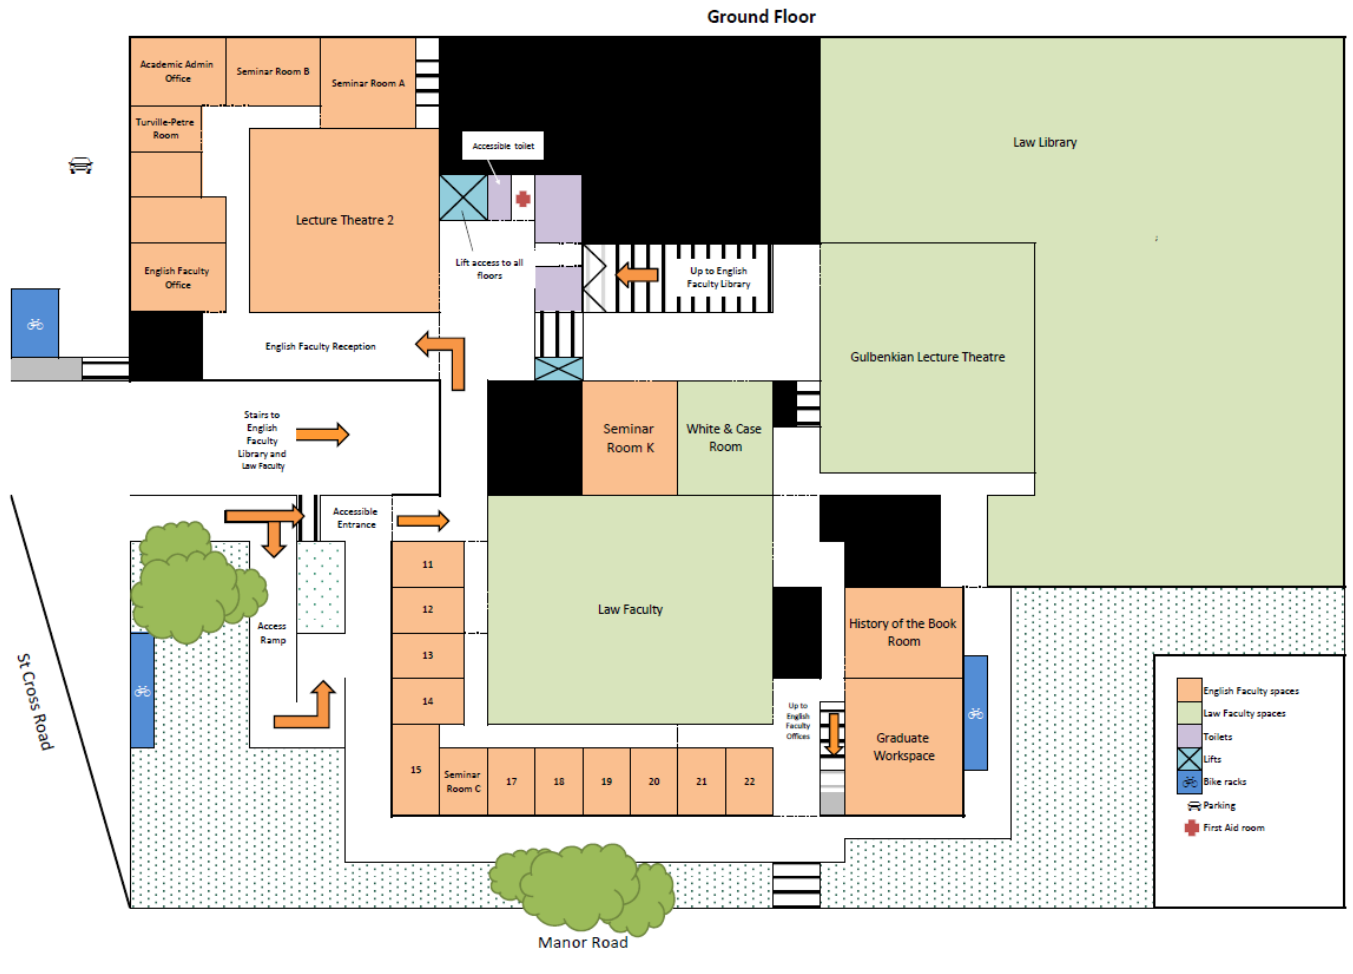 Ground Floor
Academic Admin
Office
Seminar Room B
Seminar Room A
Turville-Petre
Room
Accessible toilet
Law Library
Lecture Theatre 2
Lift access to all
floors
English Faculty
Office
Up to English
Faculty Library
English Faculty Reception
Gulbenkian Lecture Theatre
Stairs to
English
Faculty
Library and
Law Faculty
Seminar
Room K
White & Case
Room
Accessible
Entrance
11
12
13
14
15
Law Faculty
Access
Ramp
History of the Book
Room
St Cross Road
Up to
English
Faculty
Offices
Graduate
Workspace
Seminar
Room C
17
18
19
20
21
22
English Faculty spaces
Law Faculty spaces
Toilets
Lifts
Bike racks
Parking
First Aid room
Manor Road